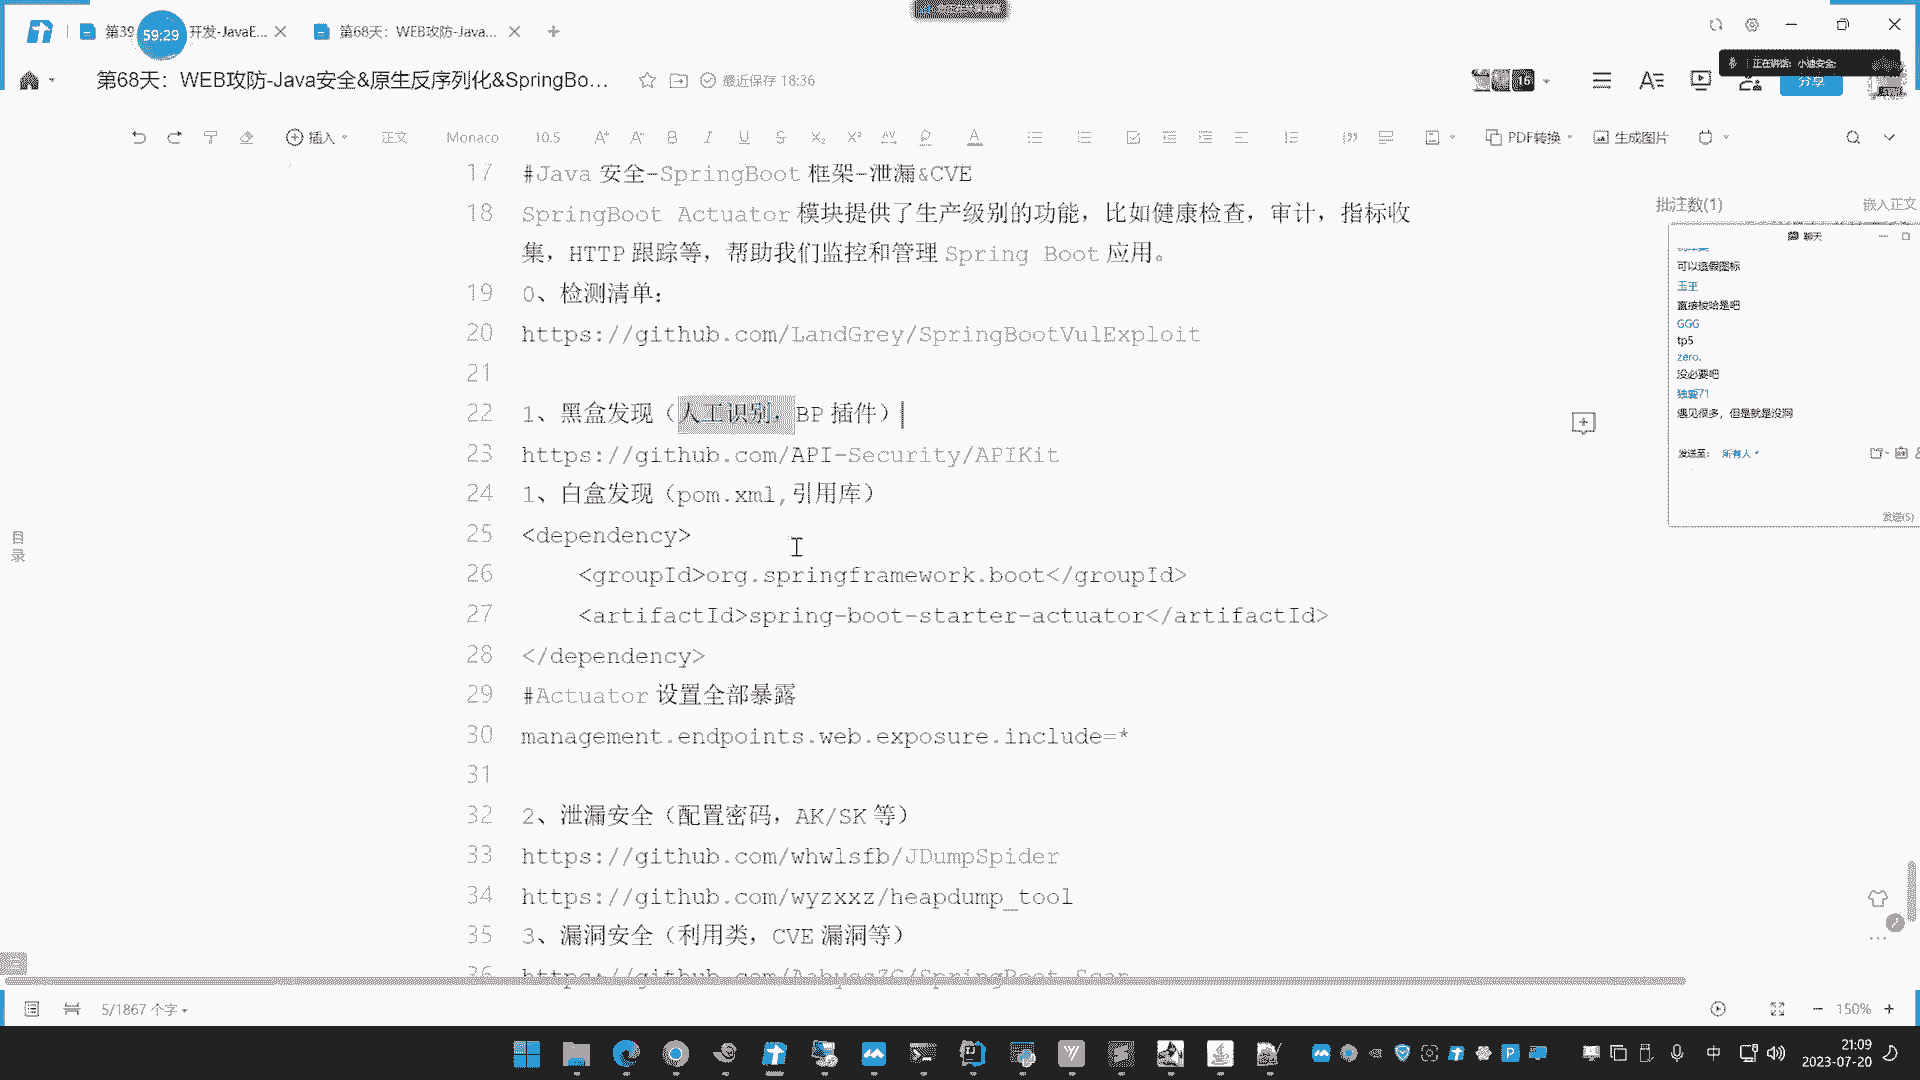 第39
59:29
开发-JavaE...
第68天：WEB攻防-Java...
第68天：WEB攻防-Java安全&原生反序列化&SpringBo...
最近保存 18:36
16
正在讲话: 小迪安全;
分享
插入
正文
Monaco
10.5
PDF转换
生成图片
17 #Java 安全-SpringBoot 框架-泄漏&CVE
18 SpringBoot Actuator 模块提供了生产级别的功能，比如健康检查，审计，指标收
集，HTTP 跟踪等，帮助我们监控和管理 Spring Boot 应用。
19 0、检测清单：
20 https://github.com/LandGrey/SpringBootVulExploit
21
22 1、黑盒发现（人工识别，BP 插件）
23 https://github.com/API-Security/APIKit
24 1、白盒发现（pom.xml,引用库）
25 <dependency>
26 <groupId>org.springframework.boot</groupId>
27 <artifactId>spring-boot-starter-actuator</artifactId>
28 </dependency>
29 #Actuator 设置全部暴露
30 management.endpoints.web.exposure.include=*
31
32 2、泄漏安全（配置密码，AK/SK 等）
33 https://github.com/whwlsfb/JDumpSpider
34 https://github.com/wyzxxz/heapdump_tool
35 3、漏洞安全（利用类，CVE 漏洞等）
36 https://github.com/AabyssZG/SpringBoot-Scan
目录
批注数(1)
嵌入正文
聊天
可以造假图标
玉平
直接梭哈是吧
GGG
tp5
zero.
没必要吧
独爱71
遇见很多，但是就是没洞
发送至：
所有人
发送(S)
5/1867 个字
150%
中
21:09
2023-07-20